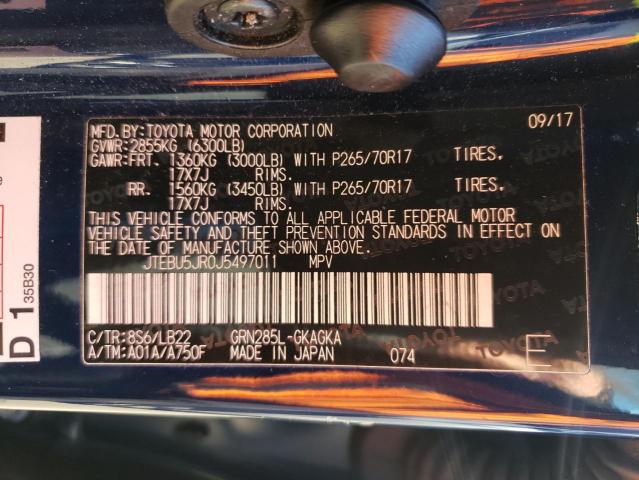 MFD.BY:TOYOTA MOTOR CORPORATION 09/17
GVWR:2855KG (6300LB)
GAWR:FRT. 1360KG (3000LB) WITH P265/70R17 TIRES,
17X7J RIMS.
RR. 1560KG (3450LB) WITH P265/70R17 TIRES,
17X7J RIMS.
THIS VEHICLE CONFORMS TO ALL APPLICABLE FEDERAL MOTOR
VEHICLE SAFETY AND THEFT PREVENTION STANDARDS IN EFFECT ON
THE DATE OF MANUFACTURE SHOWN ABOVE.
JTEBU5JR0J5497011 MPV
C/TR:8S6/LB22 GRN285L-GKAGKA
A/TM:A01A/A750F MADE IN JAPAN 074 E
D 1 35B30
TOYOTA